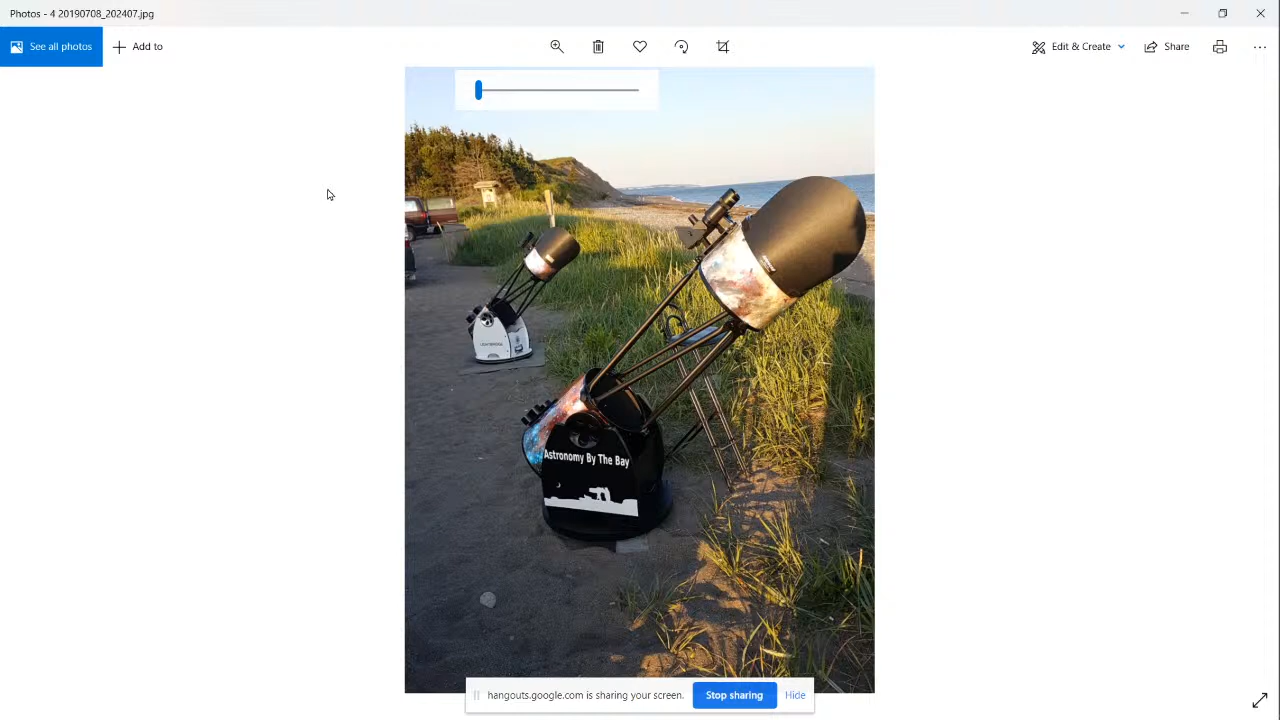 Photos - 4 20190708_202407.jpg
See all photos
Add to
Edit & Create
Share
LIGHTBRIDGE
Astronomy By The Bay
hangouts.google.com is sharing your screen.
Stop sharing
Hide